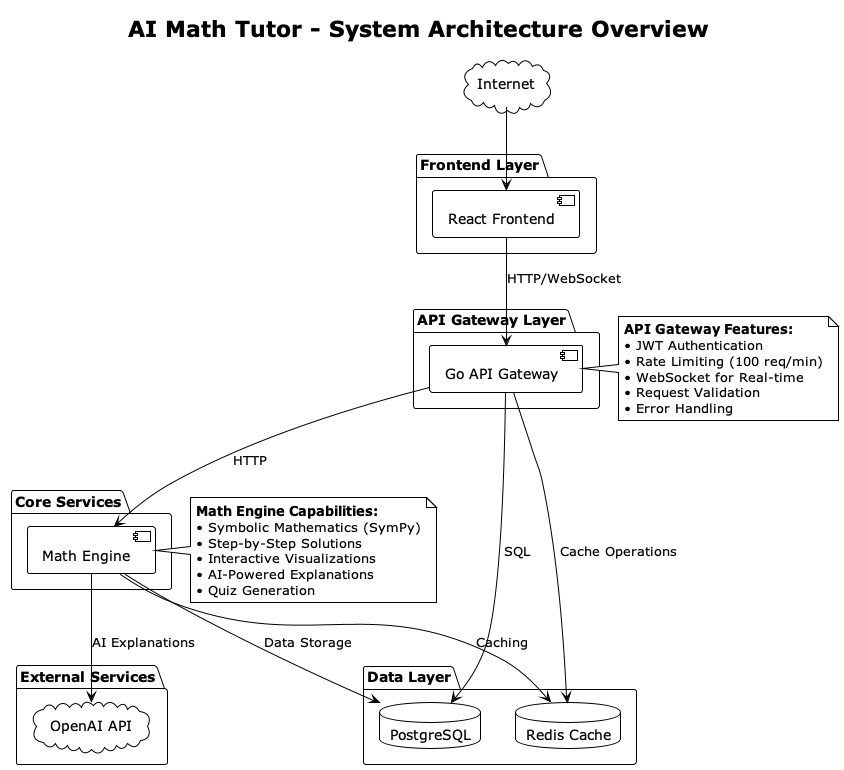 AI Math Tutor - System Architecture Overview
Internet
Frontend Layer
React Frontend
HTTP/WebSocket
API Gateway Layer
Go API Gateway
API Gateway Features:
• JWT Authentication
• Rate Limiting (100 req/min)
• WebSocket for Real-time
• Request Validation
• Error Handling
HTTP
Core Services
Math Engine
Math Engine Capabilities:
• Symbolic Mathematics (SymPy)
• Step-by-Step Solutions
• Interactive Visualizations
• AI-Powered Explanations
• Quiz Generation
SQL
Cache Operations
AI Explanations
Data Storage
Caching
External Services
OpenAI API
Data Layer
PostgreSQL
Redis Cache